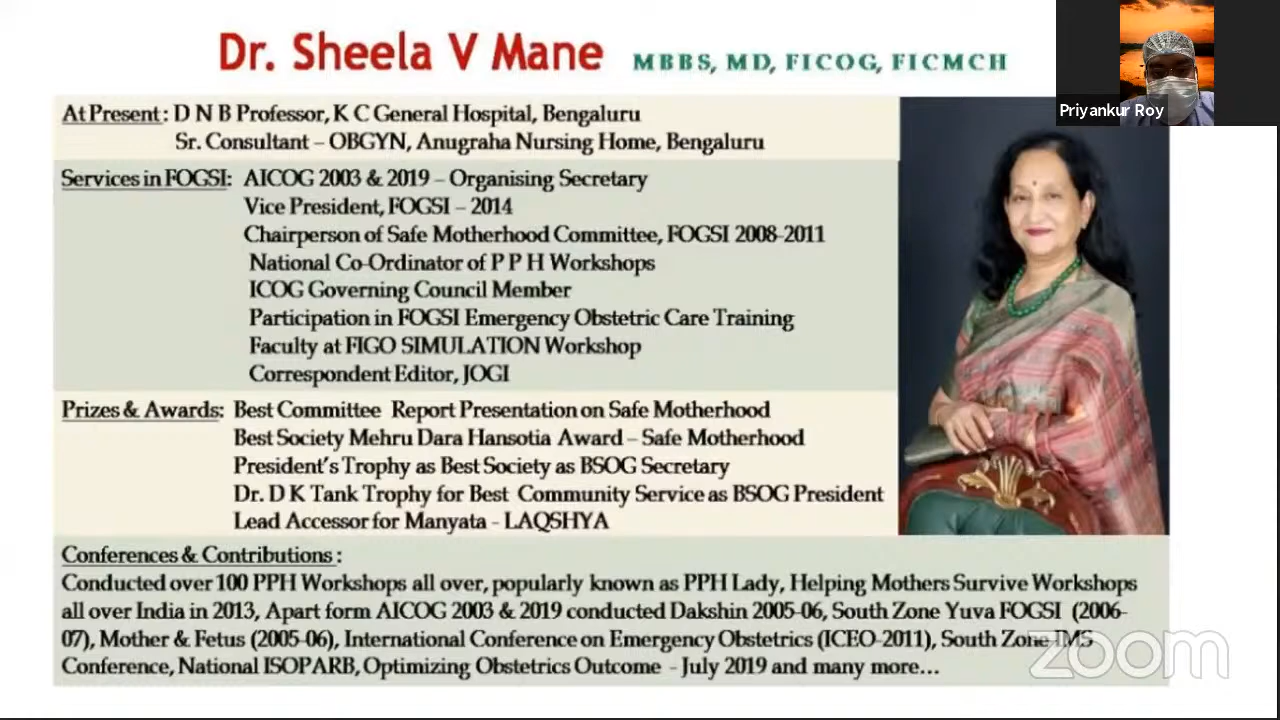 Dr. Sheela V Mane MBBS, MD, FICOG, FICMCH
Priyankur Roy
At Present: D N B Professor, K C General Hospital, Bengaluru
Sr. Consultant – OBGYN, Anugraha Nursing Home, Bengaluru
Services in FOGSI: AICOG 2003 & 2019 – Organising Secretary
Vice President, FOGSI – 2014
Chairperson of Safe Motherhood Committee, FOGSI 2008-2011
National Co-Ordinator of P P H Workshops
ICOG Governing Council Member
Participation in FOGSI Emergency Obstetric Care Training
Faculty at FIGO SIMULATION Workshop
Correspondent Editor, JOGI
Prizes & Awards: Best Committee Report Presentation on Safe Motherhood
Best Society Mehru Dara Hansotia Award – Safe Motherhood
President's Trophy as Best Society as BSOG Secretary
Dr. D K Tank Trophy for Best Community Service as BSOG President
Lead Accessor for Manyata - LAQSHYA
Conferences & Contributions :
Conducted over 100 PPH Workshops all over, popularly known as PPH Lady, Helping Mothers Survive Workshops
all over India in 2013, Apart form AICOG 2003 & 2019 conducted Dakshin 2005-06, South Zone Yuva FOGSI (2006-
07), Mother & Fetus (2005-06), International Conference on Emergency Obstetrics (ICEO-2011), South Zone IMS
Conference, National ISOPARB, Optimizing Obstetrics Outcome - July 2019 and many more...
zoom